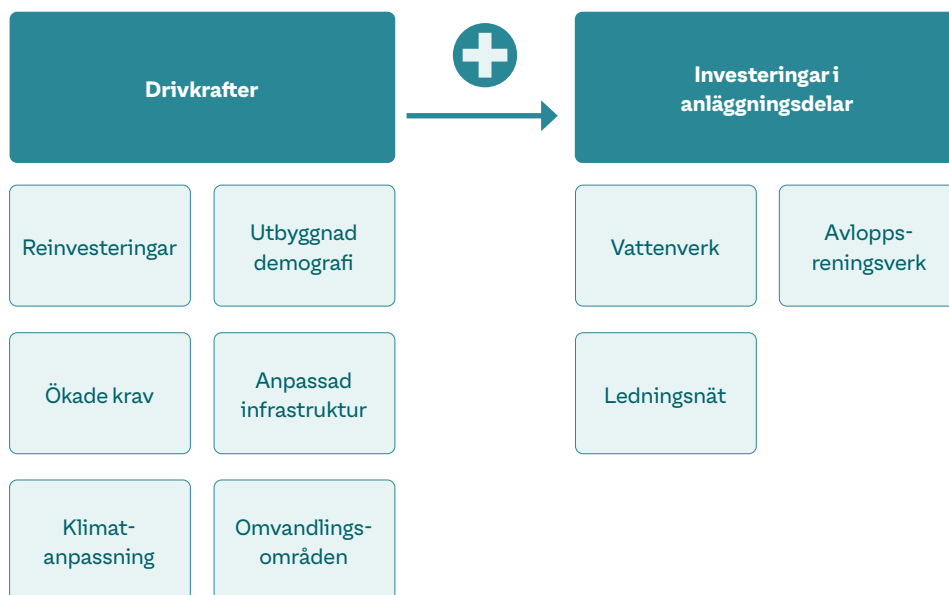 Drivkrafter
Investeringar i
anläggningsdelar
Reinvesteringar
Utbyggnad
demografi
Vattenverk
Avlopps-
reningsverk
Ökade krav
Anpassad
infrastruktur
Ledningsnät
Klimat-
anpassning
Omvandlings-
områden